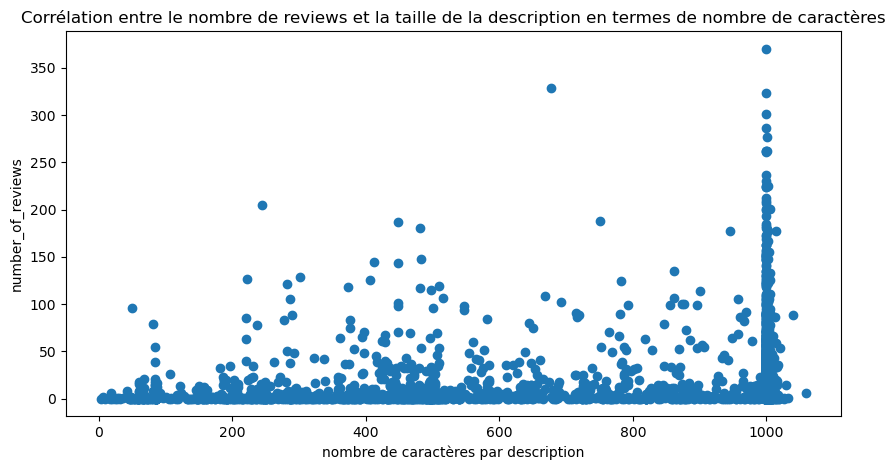 Corrélation entre le nombre de reviews et la taille de la description en termes de nombre de caractères
350
300
250
200
150
100
50
0
number_of_reviews
0 200 400 600 800 1000
nombre de caractères par description